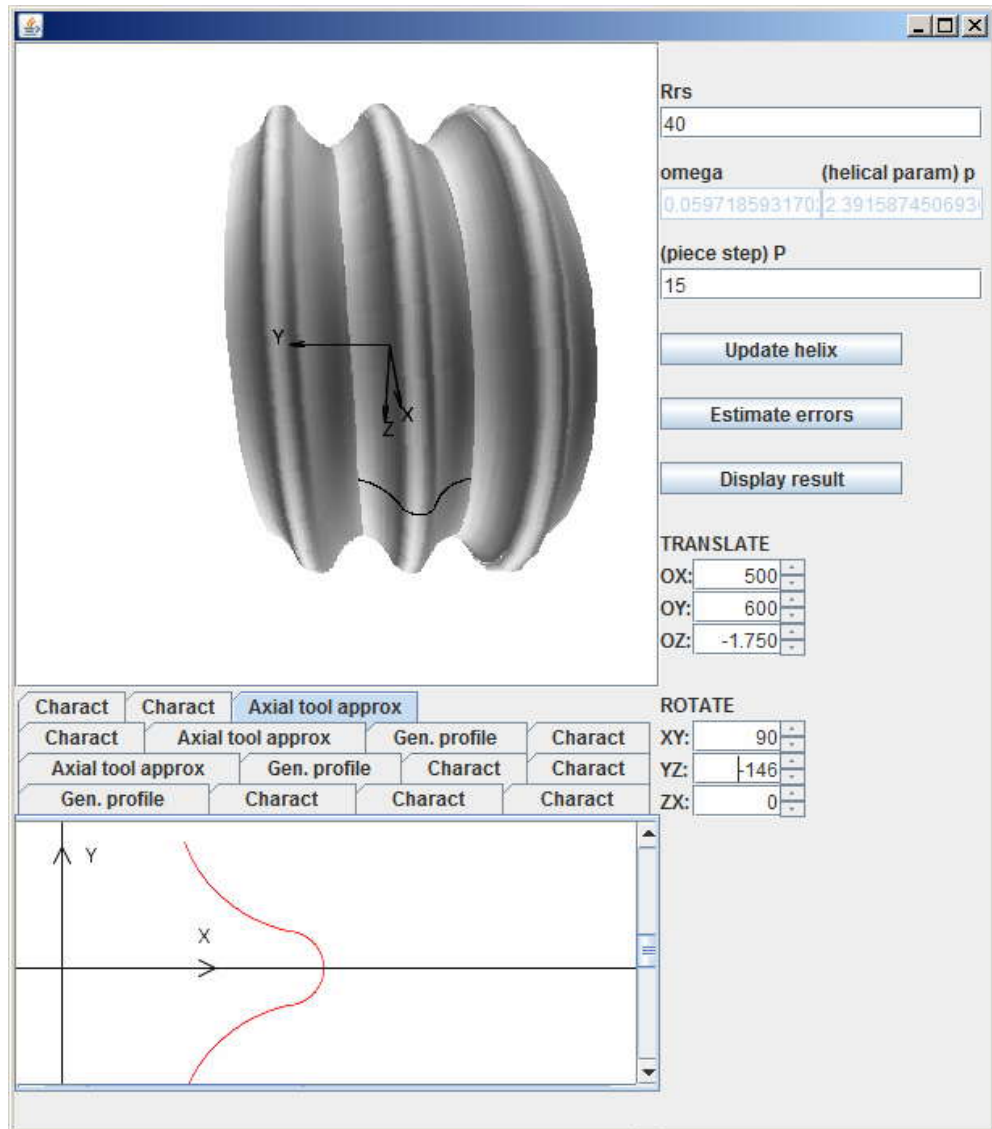 Rrs
40
omega (helical param) p
0.059718593170 2.391587450693
(piece step) P
15
Update helix
Estimate errors
Display result
Y
X
Z
TRANSLATE
OX: 500
OY: 600
OZ: -1.750
ROTATE
XY: 90
YZ: -146
ZX: 0
Charact Charact Axial tool approx
Charact Axial tool approx Gen. profile Charact
Axial tool approx Gen. profile Charact Charact
Gen. profile Charact Charact Charact
Y
X